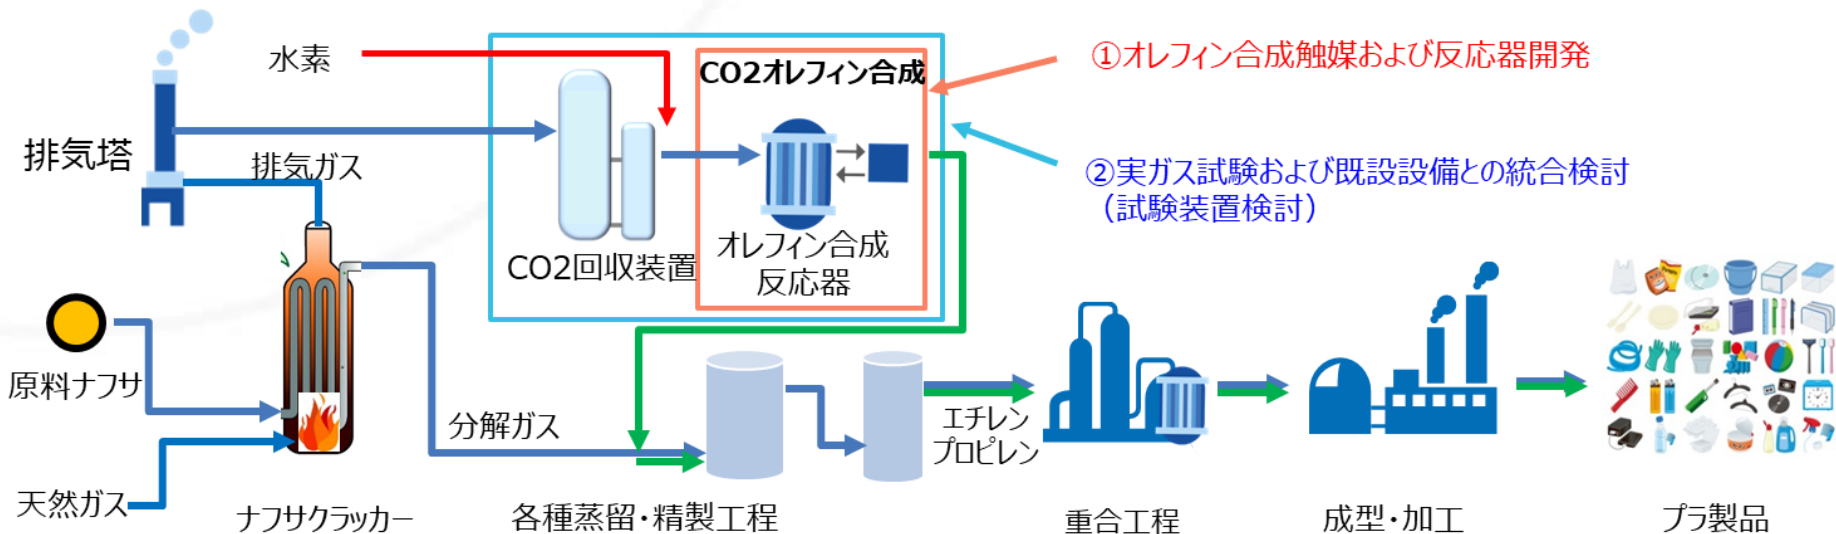 水素
CO2オレフィン合成
①オレフィン合成触媒および反応器開発
排気塔
排気ガス
②実ガス試験および既設設備との統合検討
（試験装置検討）
CO2回収装置
オレフィン合成
反応器
原料ナフサ
分解ガス
エチレン
プロピレン
天然ガス
ナフサクラッカー
各種蒸留・精製工程
重合工程
成型・加工
プラ製品